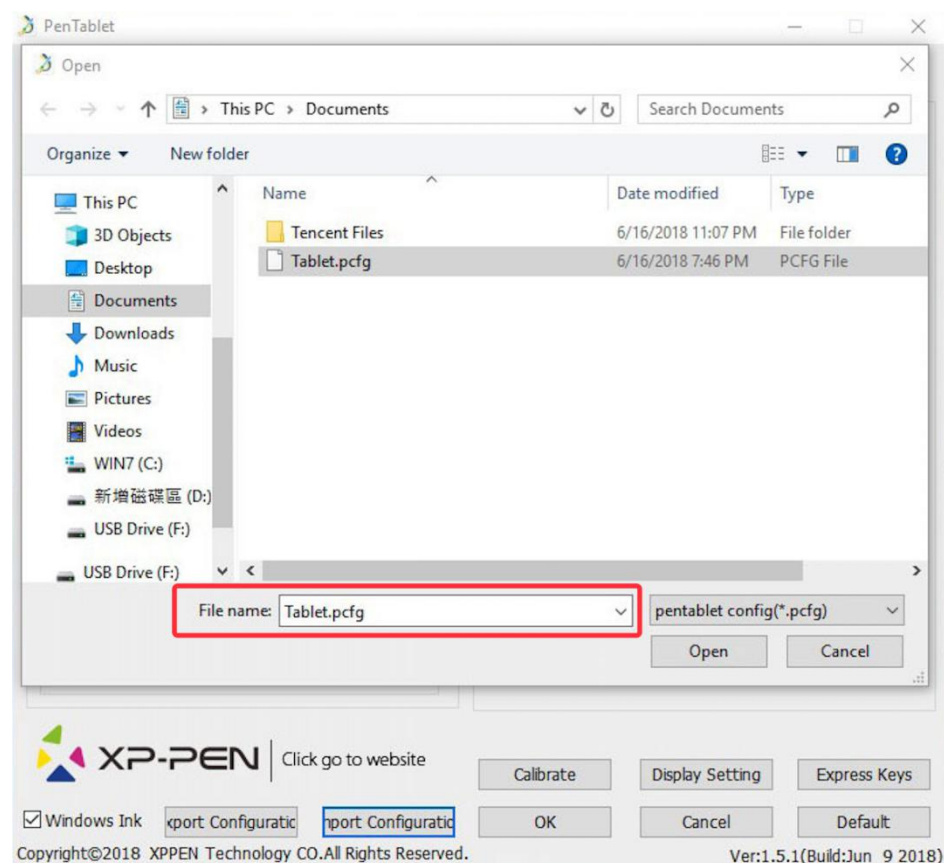 PenTablet
Open
This PC > Documents
Search Documents
Organize
New folder
Name
Date modified
Type
This PC
3D Objects
Desktop
Documents
Downloads
Music
Pictures
Videos
WIN7 (C:)
新增磁碟區 (D:)
USB Drive (F:)
USB Drive (F:)
Tencent Files 6/16/2018 11:07 PM File folder
Tablet.pcfg 6/16/2018 7:46 PM PCFG File
File name: Tablet.pcfg
pentablet config(*.pcfg)
Open
Cancel
XP-PEN
Click go to website
Calibrate
Display Setting
Express Keys
Windows Ink
xport Configuratic
nport Configuratic
OK
Cancel
Default
Copyright©2018 XPPEN Technology CO.All Rights Reserved.
Ver:1.5.1(Build:Jun 9 2018)